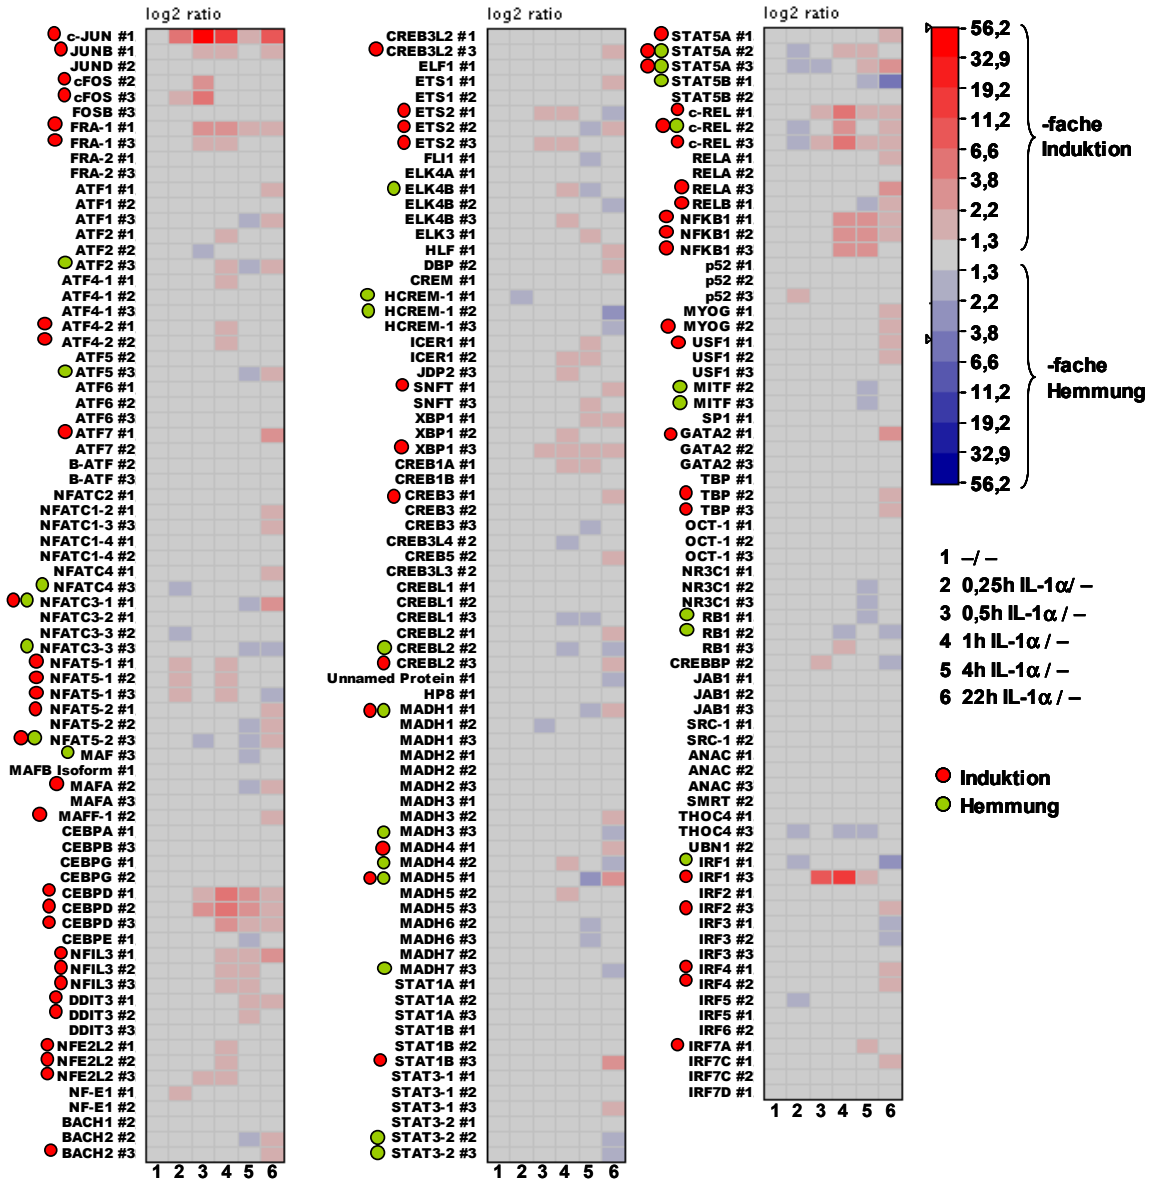 log2 ratio
c-JUN #1
JUNB #1
JUND #2
cFOS #2
cFOS #3
FOSB #3
FRA-1 #1
FRA-1 #3
FRA-2 #1
FRA-2 #3
ATF1 #1
ATF1 #2
ATF1 #3
ATF2 #1
ATF2 #2
ATF2 #3
ATF4-1 #1
ATF4-1 #2
ATF4-1 #3
ATF4-2 #1
ATF4-2 #2
ATF5 #2
ATF5 #3
ATF6 #1
ATF6 #2
ATF6 #3
ATF7 #1
ATF7 #2
B-ATF #2
B-ATF #3
NFATC2 #1
NFATC1-2 #1
NFATC1-3 #3
NFATC1-4 #1
NFATC1-4 #2
NFATC4 #1
NFATC4 #3
NFATC3-1 #1
NFATC3-2 #1
NFATC3-3 #2
NFATC3-3 #3
NFAT5-1 #1
NFAT5-1 #2
NFAT5-1 #3
NFAT5-2 #1
NFAT5-2 #2
NFAT5-2 #3
MAF #3
MAFB Isoform #1
MAFA #2
MAFA #3
MAFF-1 #2
CEBPA #1
CEBPB #3
CEBPG #1
CEBPG #2
CEBPD #1
CEBPD #2
CEBPD #3
CEBPE #1
NFIL3 #1
NFIL3 #2
NFIL3 #3
DDIT3 #1
DDIT3 #2
DDIT3 #3
NFE2L2 #1
NFE2L2 #2
NFE2L2 #3
NF-E1 #1
NF-E1 #2
BACH1 #2
BACH2 #2
BACH2 #3
1 2 3 4 5 6
log2 ratio
CREB3L2 #1
CREB3L2 #3
ELF1 #1
ETS1 #1
ETS1 #2
ETS2 #1
ETS2 #2
ETS2 #3
FLI1 #1
ELK4A #1
ELK4B #1
ELK4B #2
ELK4B #3
ELK3 #1
HLF #1
DBP #2
CREM #1
HCREM-1 #1
HCREM-1 #2
HCREM-1 #3
ICER1 #1
ICER1 #2
JDP2 #3
SNFT #1
SNFT #3
XBP1 #1
XBP1 #2
XBP1 #3
CREB1A #1
CREB1B #1
CREB3 #1
CREB3 #2
CREB3 #3
CREB3L4 #2
CREB5 #2
CREB3L3 #2
CREBL1 #1
CREBL1 #2
CREBL1 #3
CREBL2 #1
CREBL2 #2
CREBL2 #3
Unnamed Protein #1
HP8 #1
MADH1 #1
MADH1 #2
MADH1 #3
MADH2 #1
MADH2 #2
MADH2 #3
MADH3 #1
MADH3 #2
MADH3 #3
MADH4 #1
MADH4 #2
MADH5 #1
MADH5 #2
MADH5 #3
MADH6 #2
MADH6 #3
MADH7 #2
MADH7 #3
STAT1A #1
STAT1A #2
STAT1A #3
STAT1B #1
STAT1B #2
STAT1B #3
STAT3-1 #1
STAT3-1 #2
STAT3-1 #3
STAT3-2 #1
STAT3-2 #2
STAT3-2 #3
1 2 3 4 5 6
log2 ratio
STAT5A #1
STAT5A #2
STAT5A #3
STAT5B #1
STAT5B #2
c-REL #1
c-REL #2
c-REL #3
RELA #1
RELA #2
RELA #3
RELB #1
NFKB1 #1
NFKB1 #2
NFKB1 #3
p52 #1
p52 #2
p52 #3
MYOG #1
MYOG #2
USF1 #1
USF1 #2
USF1 #3
MITF #2
MITF #3
SP1 #1
GATA2 #1
GATA2 #2
GATA2 #3
TBP #1
TBP #2
TBP #3
OCT-1 #1
OCT-1 #2
OCT-1 #3
NR3C1 #1
NR3C1 #2
NR3C1 #3
RB1 #1
RB1 #2
RB1 #3
CREBBP #2
JAB1 #1
JAB1 #2
JAB1 #3
SRC-1 #1
SRC-1 #2
ANAC #1
ANAC #2
ANAC #3
SMRT #2
THOC4 #1
THOC4 #3
UBN1 #2
IRF1 #1
IRF1 #3
IRF2 #1
IRF2 #3
IRF3 #1
IRF3 #2
IRF3 #3
IRF4 #1
IRF4 #2
IRF5 #2
IRF5 #1
IRF6 #2
IRF7A #1
IRF7C #1
IRF7C #2
IRF7D #1
1 2 3 4 5 6
56,2
32,9
19,2
11,2
6,6
3,8
2,2
1,3
1,3
2,2
3,8
6,6
11,2
19,2
32,9
56,2
-fache
Induktion
-fache
Hemmung
1 –/ –
2 0,25h IL-1α/ –
3 0,5h IL-1α / –
4 1h IL-1α / –
5 4h IL-1α / –
6 22h IL-1α / –
Induktion
Hemmung